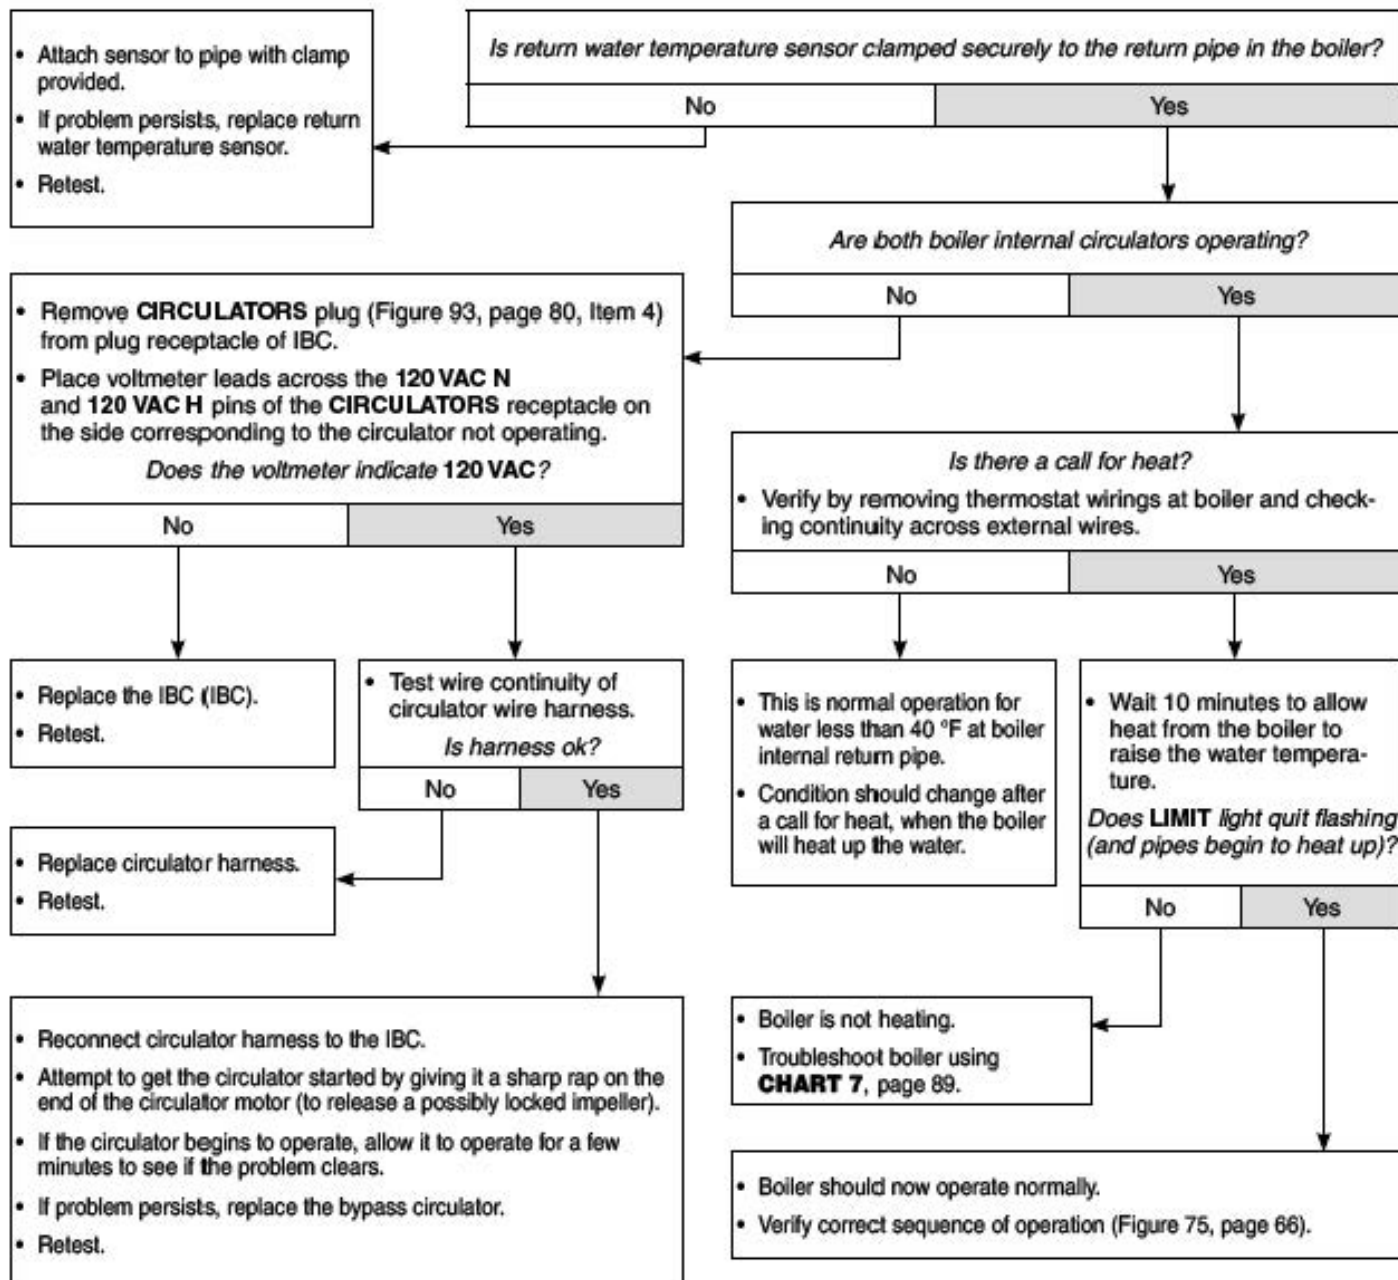 • Attach sensor to pipe with clamp
provided.
• If problem persists, replace return
water temperature sensor.
• Retest.
Is return water temperature sensor clamped securely to the return pipe in the boiler?
No
Yes
Are both boiler internal circulators operating?
No
Yes
• Remove CIRCULATORS plug (Figure 93, page 80, Item 4)
from plug receptacle of IBC.
• Place voltmeter leads across the 120 VAC N
and 120 VAC H pins of the CIRCULATORS receptacle on
the side corresponding to the circulator not operating.
Does the voltmeter indicate 120 VAC?
No
Yes
Is there a call for heat?
• Verify by removing thermostat wirings at boiler and check-
ing continuity across external wires.
No
Yes
• Replace the IBC (IBC).
• Retest.
• Test wire continuity of
circulator wire harness.
Is harness ok?
No
Yes
• This is normal operation for
water less than 40 °F at boiler
internal return pipe.
• Condition should change after
a call for heat, when the boiler
will heat up the water.
• Wait 10 minutes to allow
heat from the boiler to
raise the water tempera-
ture.
Does LIMIT light quit flashing
(and pipes begin to heat up)?
No
Yes
• Replace circulator harness.
• Retest.
• Reconnect circulator harness to the IBC.
• Attempt to get the circulator started by giving it a sharp rap on the
end of the circulator motor (to release a possibly locked impeller).
• If the circulator begins to operate, allow it to operate for a few
minutes to see if the problem clears.
• If problem persists, replace the bypass circulator.
• Retest.
• Boiler is not heating.
• Troubleshoot boiler using
CHART 7, page 89.
• Boiler should now operate normally.
• Verify correct sequence of operation (Figure 75, page 66).